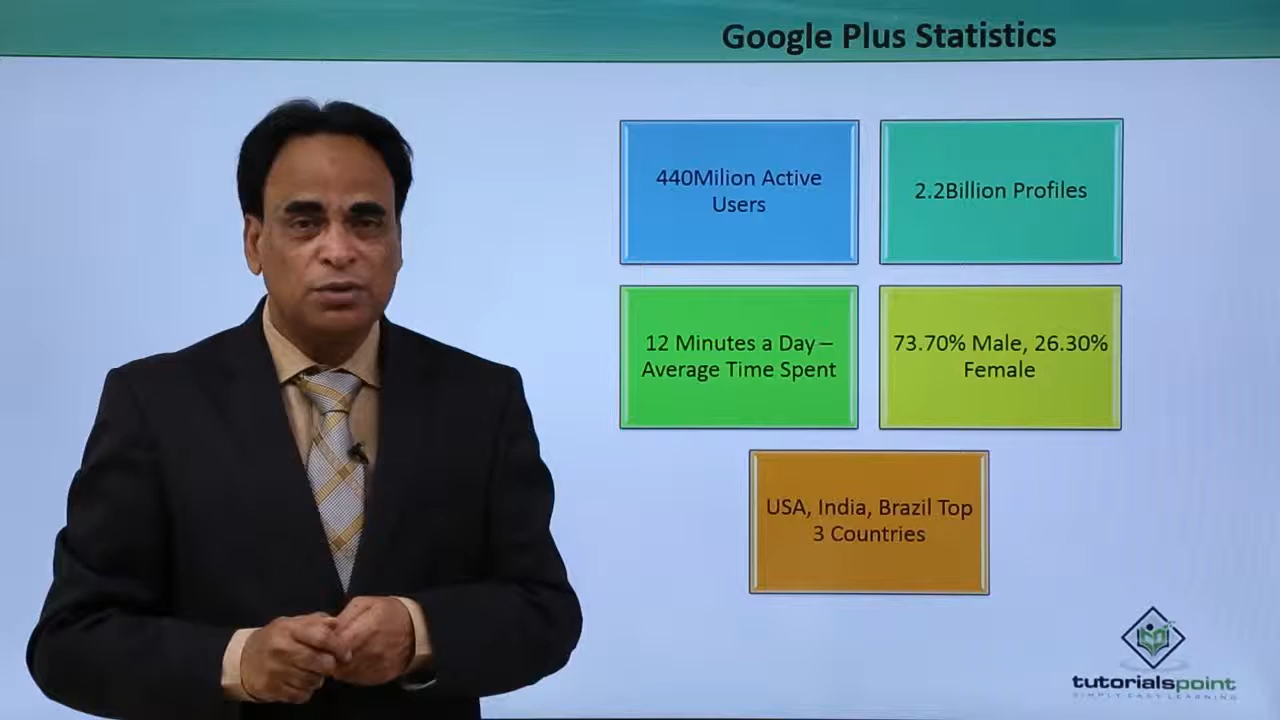 Google Plus Statistics
440Milion Active
Users
2.2Billion Profiles
12 Minutes a Day –
Average Time Spent
73.70% Male, 26.30%
Female
USA, India, Brazil Top
3 Countries
tutorialspoint
SIMPLY EASY LEARNING